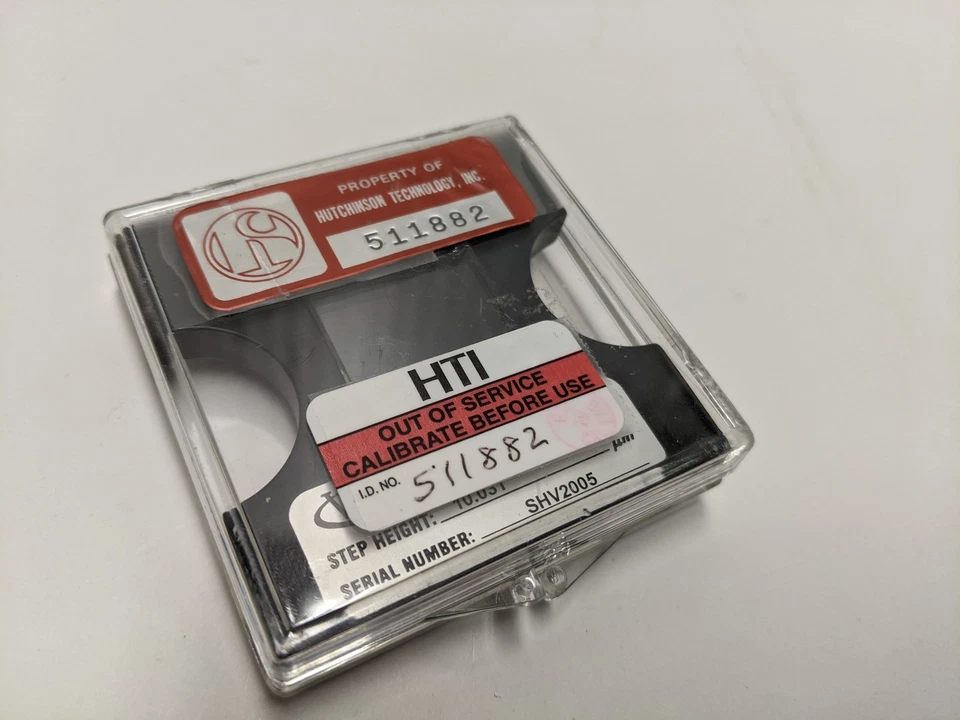 PROPERTY OF
HUTCHINSON TECHNOLOGY, INC.
511882
HTI
OUT OF SERVICE
CALIBRATE BEFORE USE
I.D. NO. 511882
STEP HEIGHT: μm
SERIAL NUMBER: SHV2005